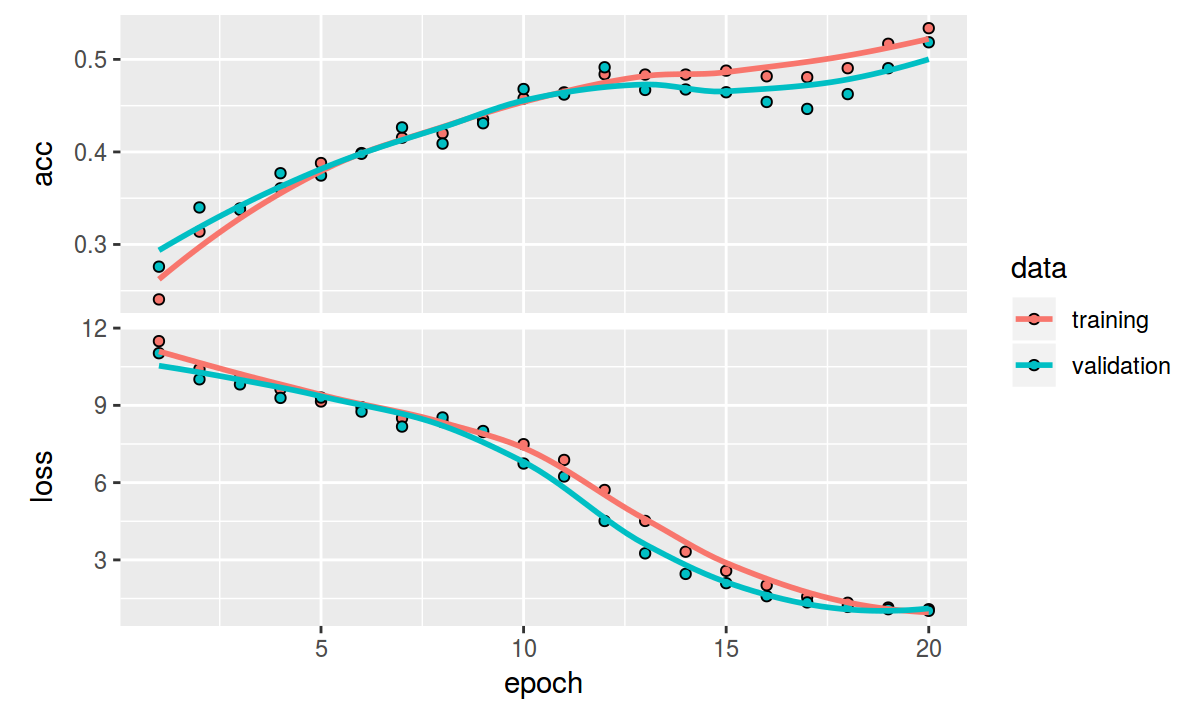 acc
0.5
0.4
0.3
loss
12
9
6
3
5 10 15 20
epoch
data
training
validation